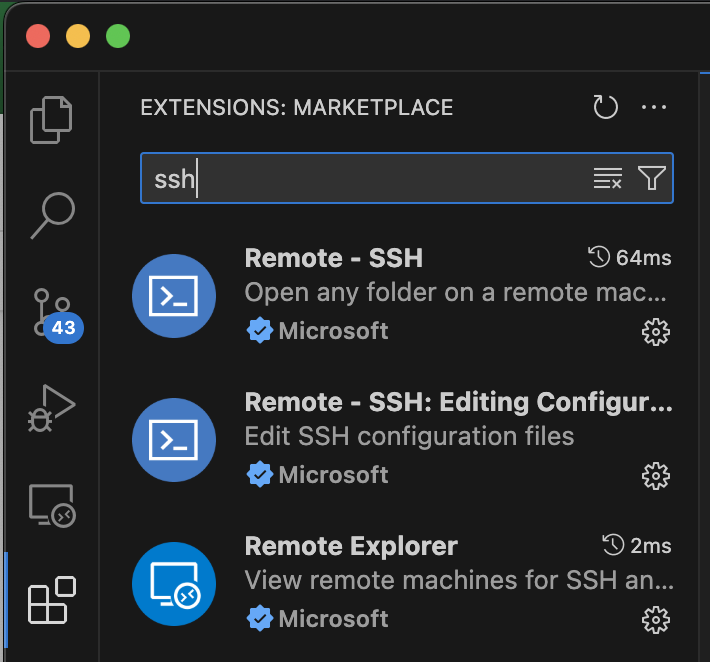 EXTENSIONS: MARKETPLACE
ssh
Remote - SSH 64ms
Open any folder on a remote mac...
Microsoft
43
Remote - SSH: Editing Configur...
Edit SSH configuration files
Microsoft
Remote Explorer 2ms
View remote machines for SSH an...
Microsoft